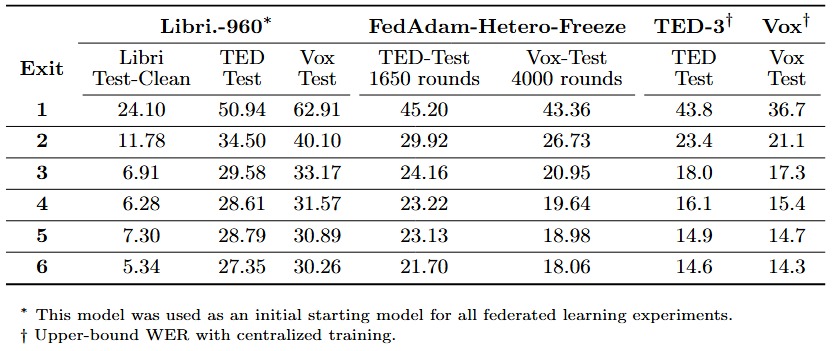 Libri.-960* FedAdam-Hetero-Freeze TED-3† Vox†
Exit Libri Test-Clean TED Test Vox Test TED-Test 1650 rounds Vox-Test 4000 rounds TED Test Vox Test
1 24.10 50.94 62.91 45.20 43.36 43.8 36.7
2 11.78 34.50 40.10 29.92 26.73 23.4 21.1
3 6.91 29.58 33.17 24.16 20.95 18.0 17.3
4 6.28 28.61 31.57 23.22 19.64 16.1 15.4
5 7.30 28.79 30.89 23.13 18.98 14.9 14.7
6 5.34 27.35 30.26 21.70 18.06 14.6 14.3
* This model was used as an initial starting model for all federated learning experiments.
† Upper-bound WER with centralized training.